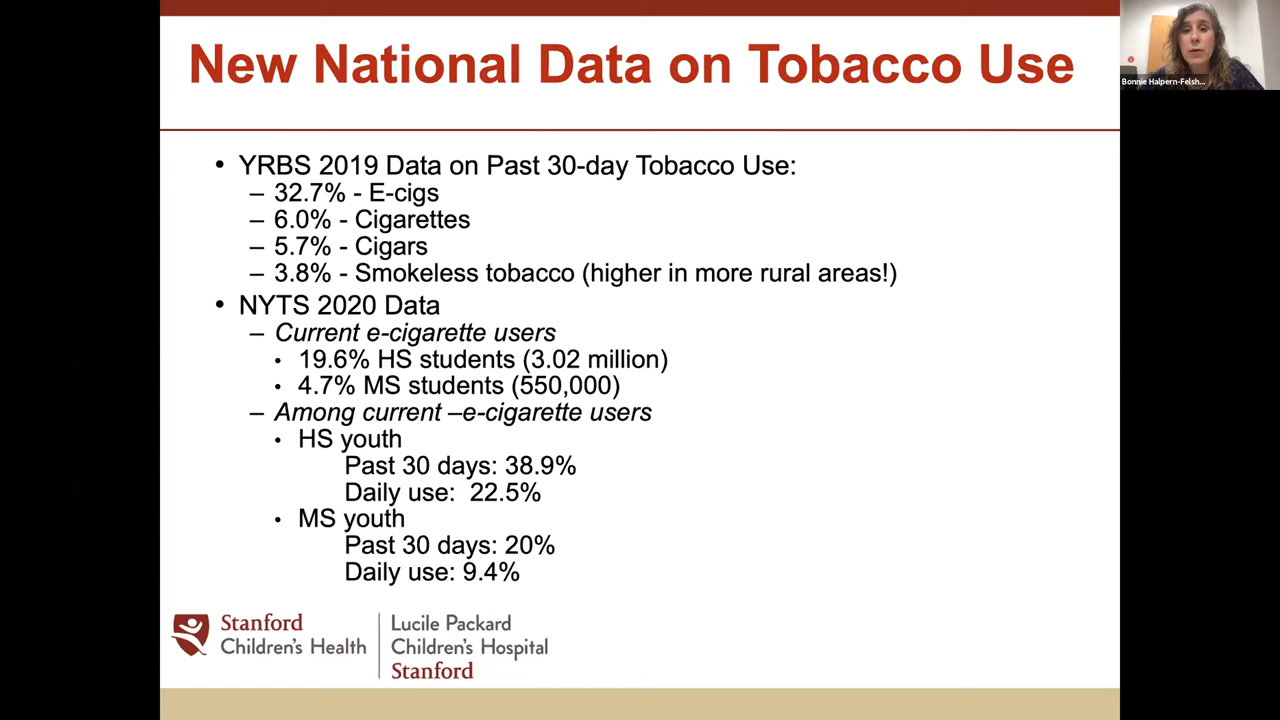 New National Data on Tobacco Use
Bonnie Halpern-Felsh...
• YRBS 2019 Data on Past 30-day Tobacco Use:
– 32.7% - E-cigs
– 6.0% - Cigarettes
– 5.7% - Cigars
– 3.8% - Smokeless tobacco (higher in more rural areas!)
• NYTS 2020 Data
– Current e-cigarette users
• 19.6% HS students (3.02 million)
• 4.7% MS students (550,000)
– Among current –e-cigarette users
• HS youth
Past 30 days: 38.9%
Daily use:  22.5%
• MS youth
Past 30 days: 20%
Daily use: 9.4%
Stanford
Children's Health
Lucile Packard
Children's Hospital
Stanford